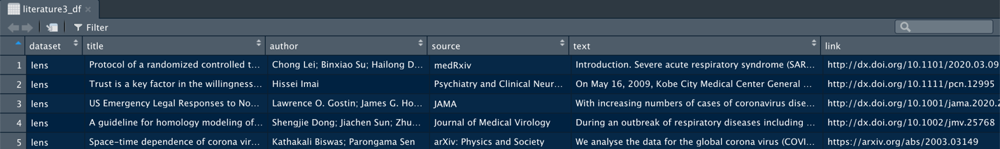 literature3_df
Filter
dataset title author source text link
1 lens Protocol of a randomized controlled t... Chong Lei; Binxiao Su; Hailong D... medRxiv Introduction. Severe acute respiratory syndrome (SAR... http://dx.doi.org/10.1101/2020.03.09
2 lens Trust is a key factor in the willingness... Hissei Imai Psychiatry and Clinical Neur... On May 16, 2009, Kobe City Medical Center General ... http://dx.doi.org/10.1111/pcn.12995
3 lens US Emergency Legal Responses to No... Lawrence O. Gostin; James G. Ho... JAMA With increasing numbers of cases of coronavirus dise... http://dx.doi.org/10.1001/jama.2020.2
4 lens A guideline for homology modeling of... Shengjie Dong; Jiachen Sun; Zhu... Journal of Medical Virology During an outbreak of respiratory diseases including ... http://dx.doi.org/10.1002/jmv.25768
5 lens Space-time dependence of corona vir... Kathakali Biswas; Parongama Sen arXiv: Physics and Society We analyse the data for the global corona virus (COVI... https://arxiv.org/abs/2003.03149